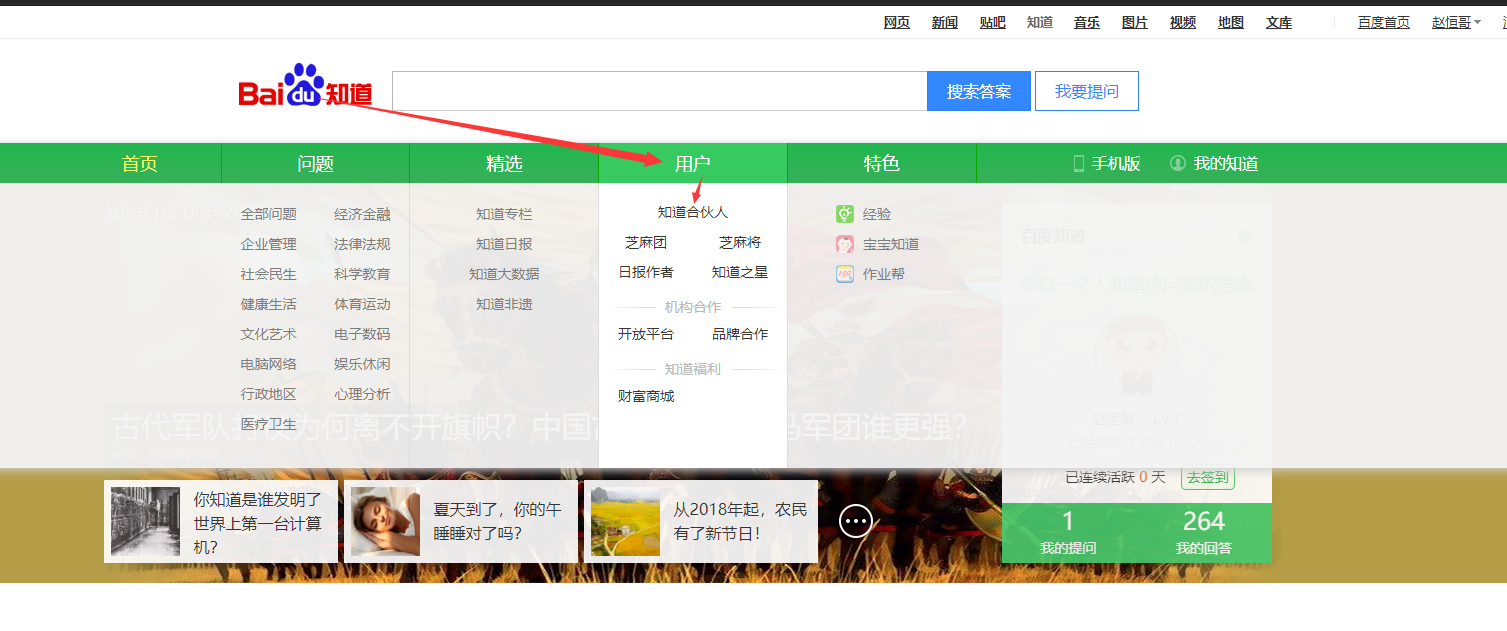 网页 新闻 贴吧 知道 音乐 图片 视频 地图 文库 百度首页 赵恒哥
Baidu知道 搜索答案 我要提问
首页 问题 精选 用户 特色 手机版 我的知道
知道日报 全部问题 经济金融 知道专栏 知道合伙人 经验
企业管理 法律法规 知道日报 芝麻团 芝麻将 宝宝知道 百度知道
社会民生 科学教育 知道大数据 日报作者 知道之星 作业帮
总有一个人知道你问题的答案
健康生活 体育运动 知道非遗 机构合作
文化艺术 电子数码 开放平台 品牌合作
电脑网络 娱乐休闲 知道福利
行政地区 心理分析 财富商城
医疗卫生 赵恒哥 LV.7
古代军队打仗为何离不开旗帜？中国古 马军团谁更强？
已连续活跃 0 天 去签到
你知道是谁发明了
世界上第一台计算
机？
夏天到了，你的午
睡睡对了吗？
从2018年起，农民
有了新节日！
1 264
我的提问 我的回答